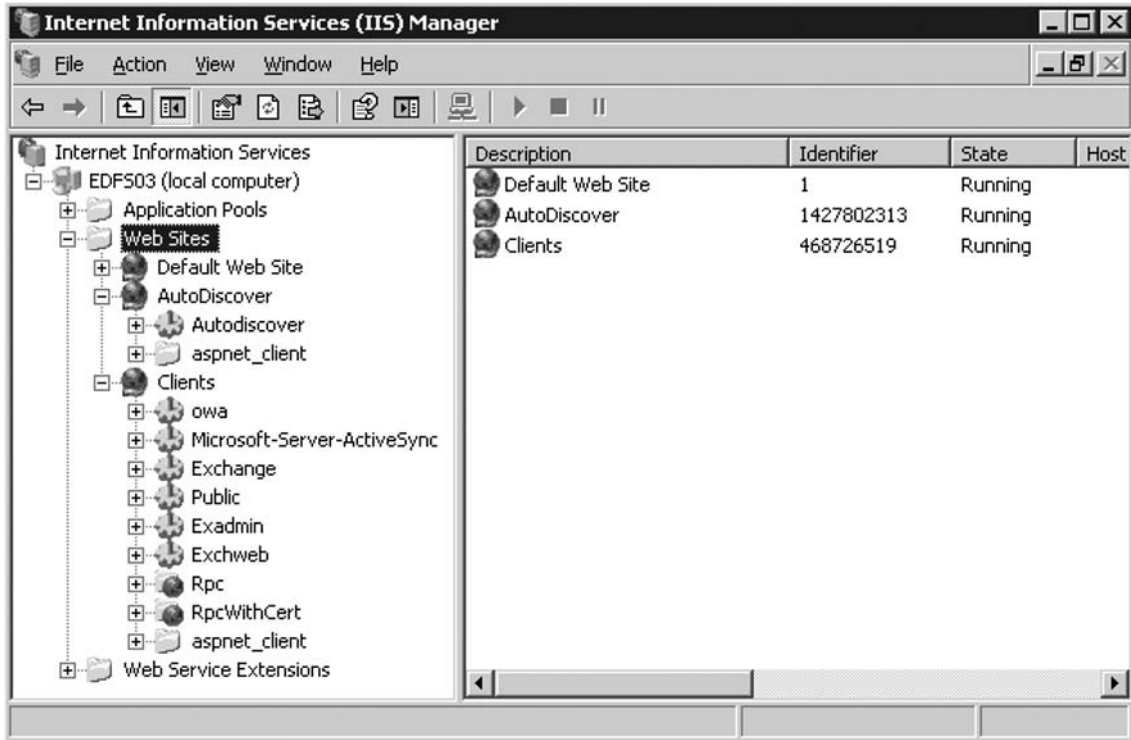 Internet Information Services (IIS) Manager
File Action View Window Help
Internet Information Services
EDFS03 (local computer)
Application Pools
Web Sites
Default Web Site
AutoDiscover
Autodiscover
aspnet_client
Clients
owa
Microsoft-Server-ActiveSync
Exchange
Public
Exadmin
Exchweb
Rpc
RpcWithCert
aspnet_client
Web Service Extensions
Description Identifier State Host
Default Web Site 1 Running
AutoDiscover 1427802313 Running
Clients 468726519 Running